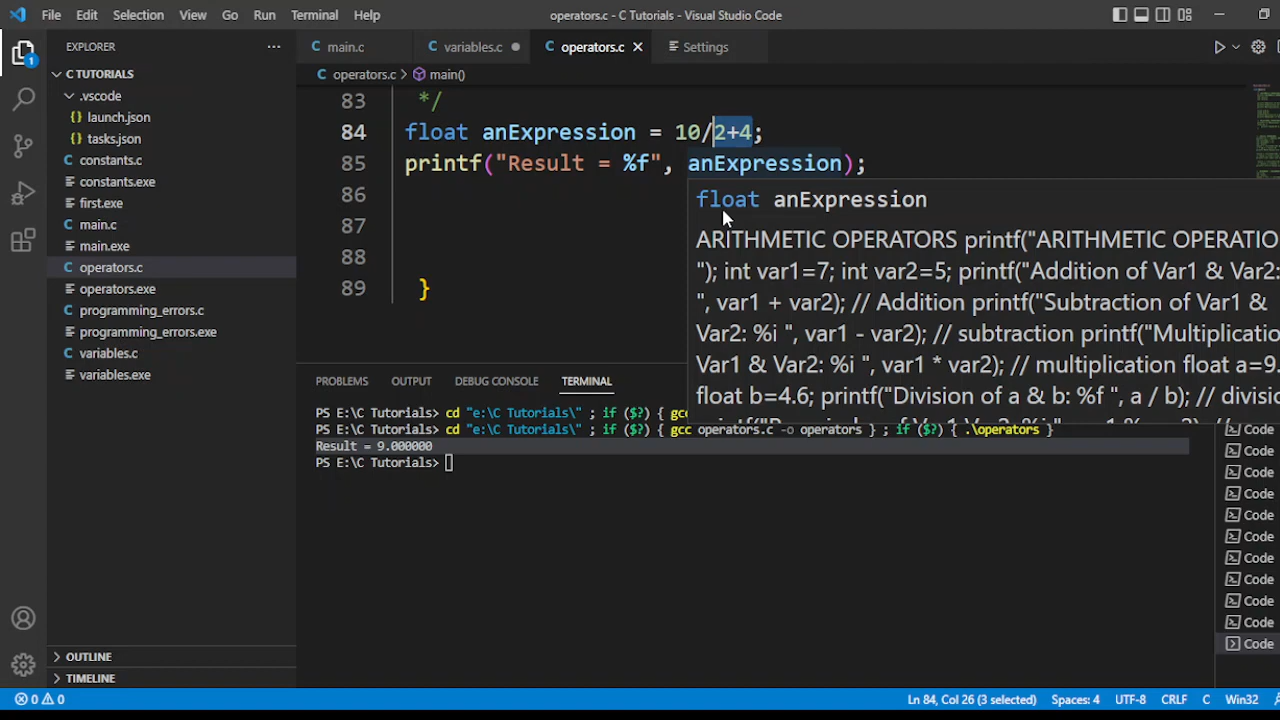 File Edit Selection View Go Run Terminal Help operators.c - C Tutorials - Visual Studio Code
EXPLORER ... main.c variables.c operators.c Settings
C TUTORIALS operators.c > main()
.vscode
launch.json
tasks.json
constants.c
constants.exe
first.exe
main.c
main.exe
operators.c
operators.exe
programming_errors.c
programming_errors.exe
variables.c
variables.exe
OUTLINE
TIMELINE
1
83 */
84 float anExpression = 10/2+4;
85 printf("Result = %f", anExpression);
86
87
88
89 }
float anExpression
ARITHMETIC OPERATORS printf("ARITHMETIC OPERATIO
"); int var1=7; int var2=5; printf("Addition of Var1 & Var2:
", var1 + var2); // Addition printf("Subtraction of Var1 &
Var2: %i ", var1 - var2); // subtraction printf("Multiplicatio
Var1 & Var2: %i ", var1 * var2); // multiplication float a=9.
float b=4.6; printf("Division of a & b: %f ", a / b); // divisio
PROBLEMS OUTPUT DEBUG CONSOLE TERMINAL
PS E:\C Tutorials> cd "e:\C Tutorials\" ; if ($?) { gc
PS E:\C Tutorials> cd "e:\C Tutorials\" ; if ($?) { gcc operators.c -o operators } ; if ($?) { .\operators }
Result = 9.000000
PS E:\C Tutorials>
Code
Code
Code
Code
Code
Code
Code
Code
Code
Code
Code
0 0 Ln 84, Col 26 (3 selected) Spaces: 4 UTF-8 CRLF C Win32